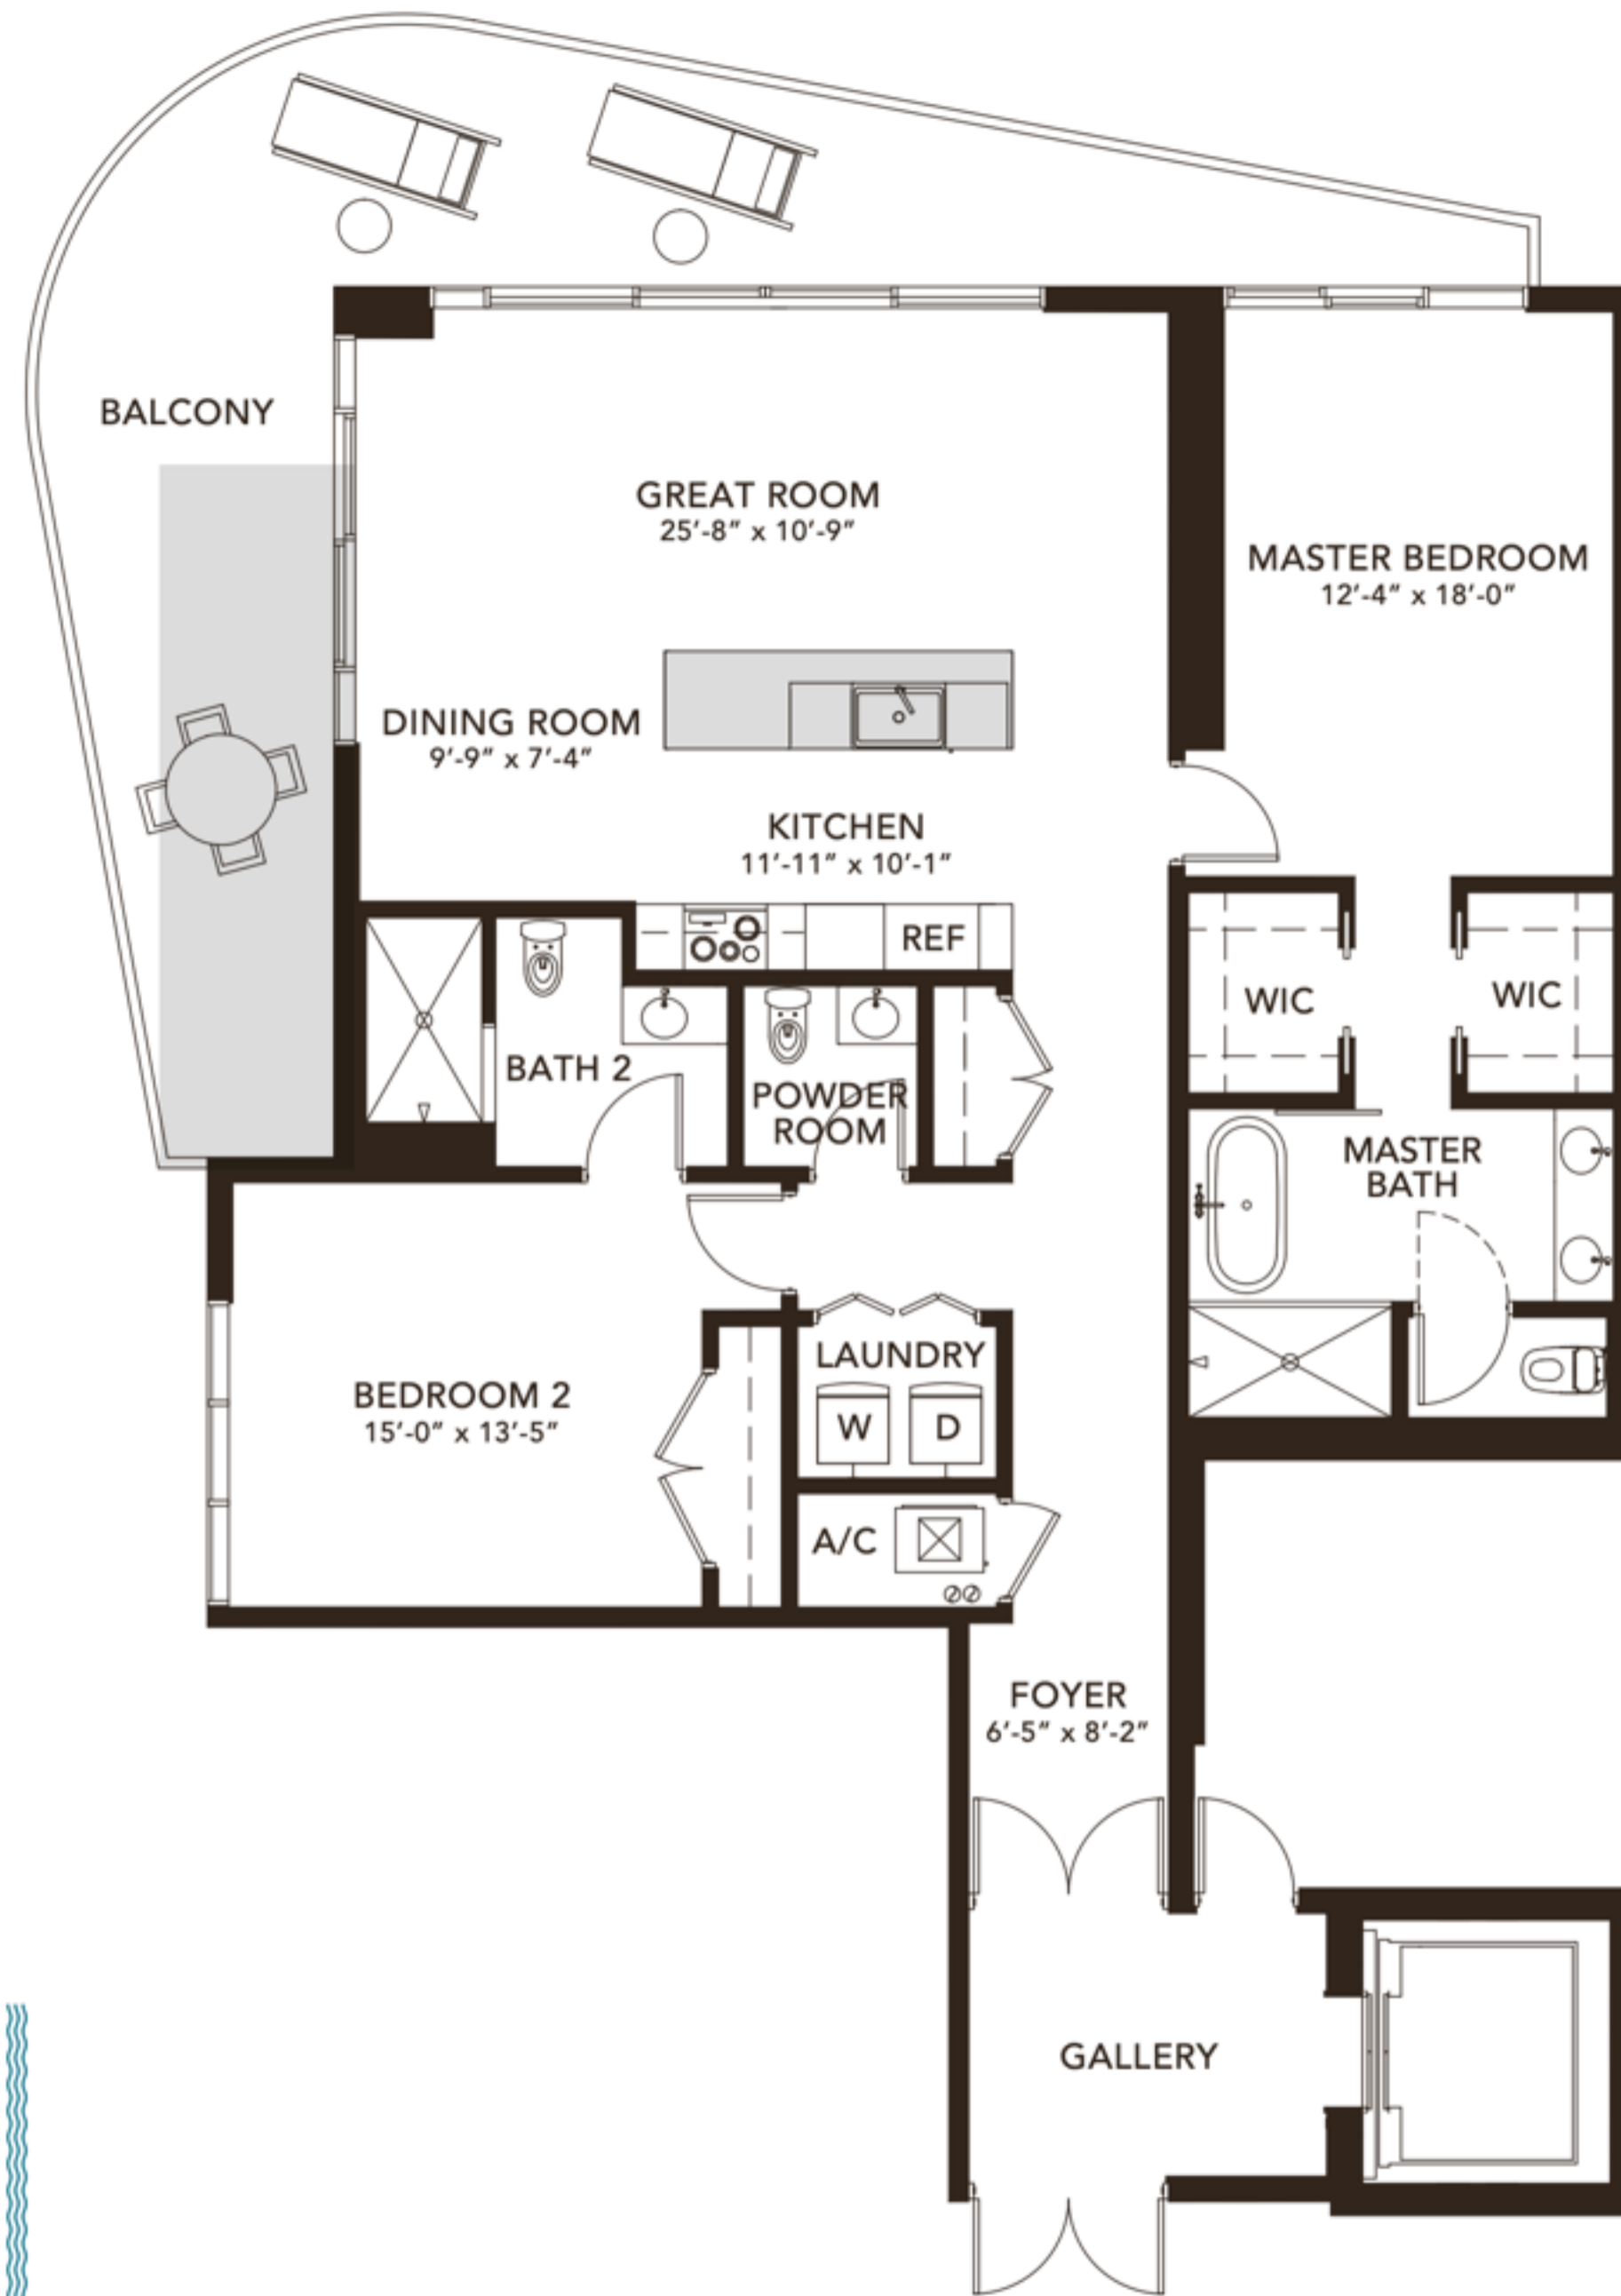 BALCONY
GREAT ROOM
25'-8" x 10'-9"
MASTER BEDROOM
12'-4" x 18'-0"
DINING ROOM
9'-9" x 7'-4"
KITCHEN
11'-11" x 10'-1"
REF
WIC
WIC
BATH 2
POWDER
ROOM
MASTER
BATH
LAUNDRY
W
D
BEDROOM 2
15'-0" x 13'-5"
A/C
FOYER
6'-5" x 8'-2"
GALLERY